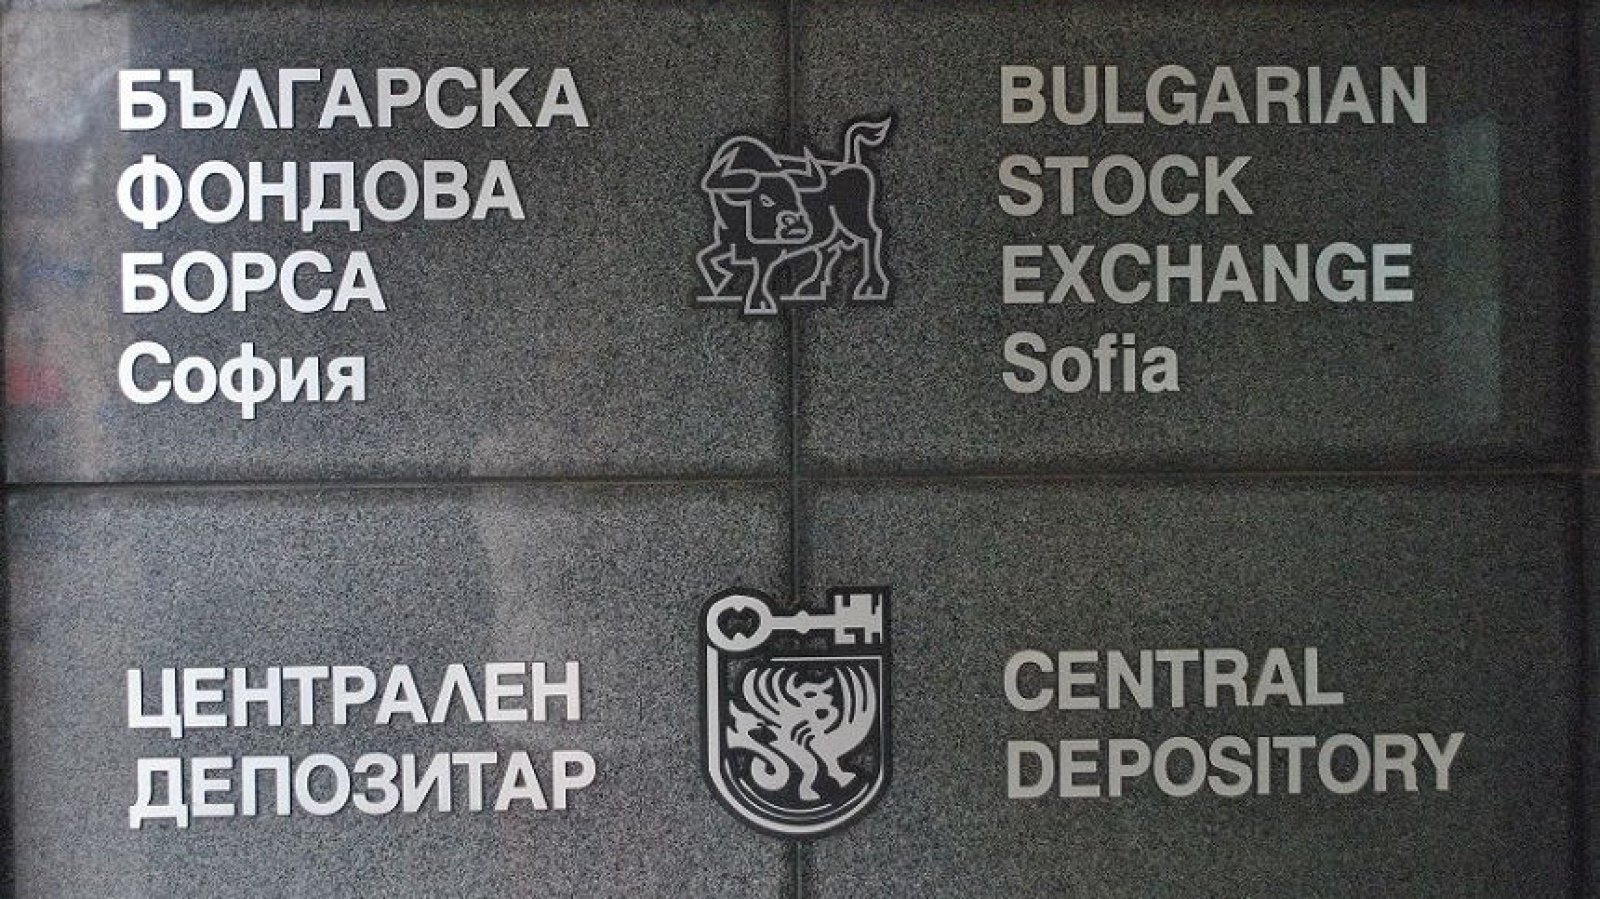 БЪЛГАРСКА
ФОНДОВА
БОРСА
София
BULGARIAN
STOCK
EXCHANGE
Sofia
ЦЕНТРАЛЕН
ДЕПОЗИТАР
CENTRAL
DEPOSITORY